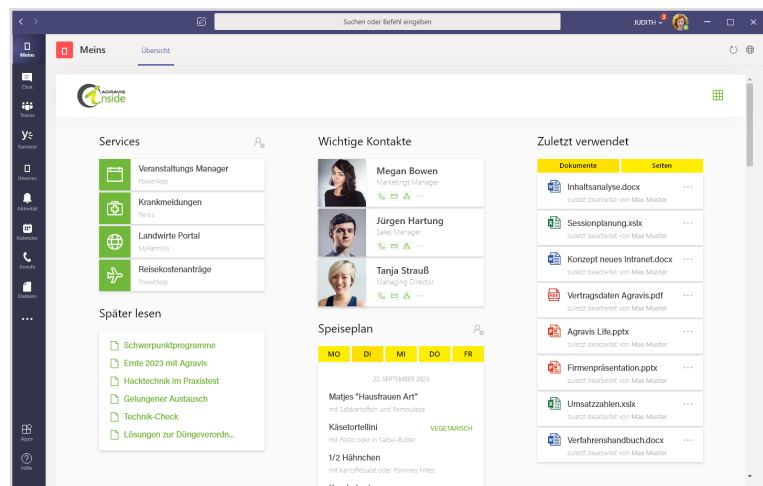 Suchen oder Befehl eingeben
JUDITH
3
Meins
Meins
Übersicht
Chat
Teams
Yammer
Unseres
Aktivität
Kalender
Anrufe
Dateien
Apps
Hilfe
AGRAVIS
inside
Services
Veranstaltungs Manager
PowerApp
Krankmeldungen
Persis
Landwirte Portal
MyFarmVis
Reisekostenanträge
PowerApp
Später lesen
Schwerpunktprogramme
Ernte 2023 mit Agravis
Hacktechnik im Praxistest
Gelungener Austausch
Technik-Check
Lösungen zur Düngeverordn...
Wichtige Kontakte
Megan Bowen
Marketingt Manager
Jürgen Hartung
Sales Manager
Tanja Strauß
Managing Director
Speiseplan
MO DI MI DO FR
22. SEPTEMBER 2023
Matjes "Hausfrauen Art"
mit Salzkartoffeln und Remoulade
Käsetortellini VEGETARISCH
mit Pesto oder in Salbei-Butter
1/2 Hähnchen
mit Kartoffelsalat oder Pommes Frites
Zuletzt verwendet
Dokumente Seiten
Inhaltsanalyse.docx
zuletzt bearbeitet von Max Muster
Sessionplanung.xslx
zuletzt bearbeitet von Max Muster
Konzept neues Intranet.docx
zuletzt bearbeitet von Max Muster
Vertragsdaten Agravis.pdf
zuletzt bearbeitet von Max Muster
Agravis Life.pptx
zuletzt bearbeitet von Max Muster
Firmenpräsentation.pptx
zuletzt bearbeitet von Max Muster
Umsatzzahlen.xslx
zuletzt bearbeitet von Max Muster
Verfahrenshandbuch.docx
zuletzt bearbeitet von Max Muster